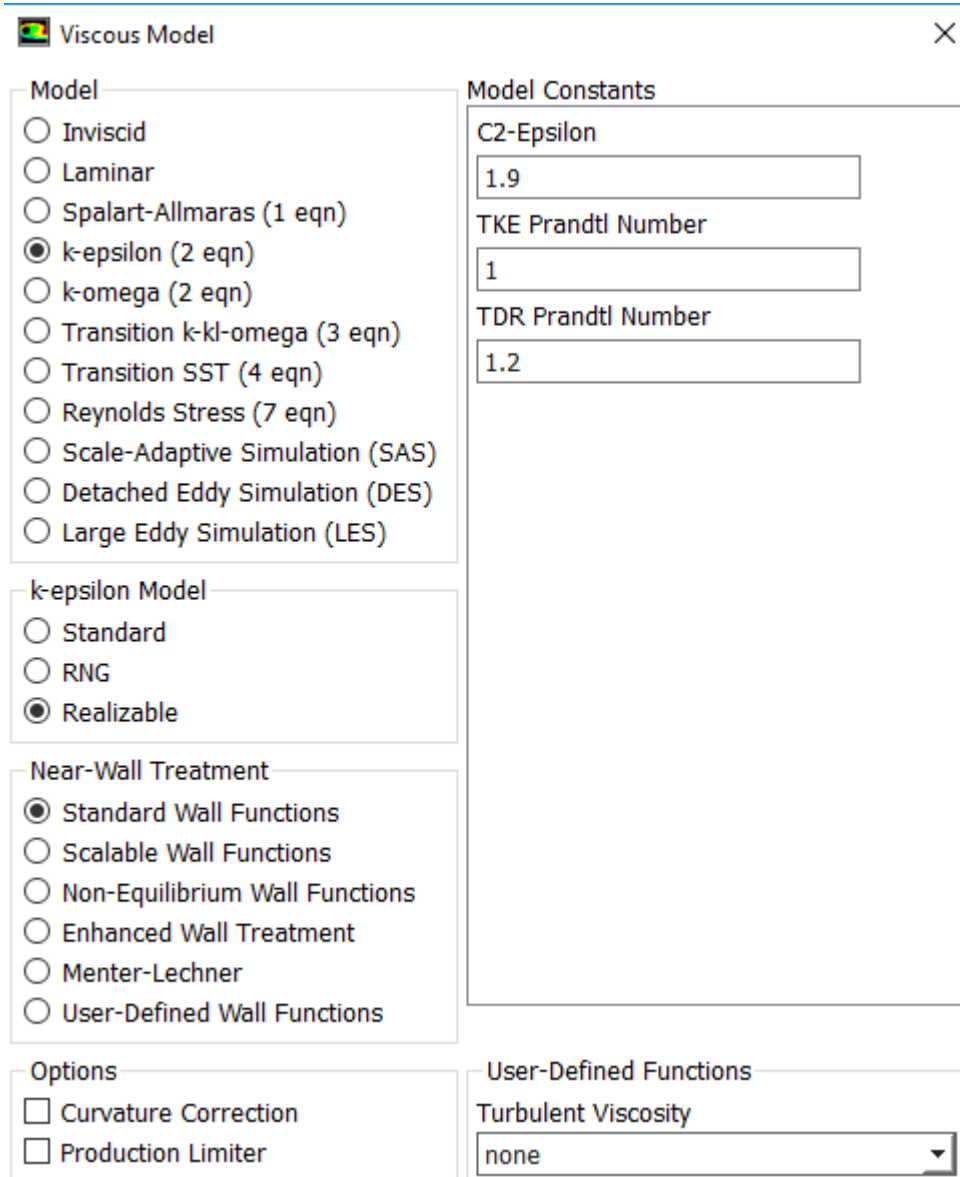 Viscous Model
Model
Inviscid
Laminar
Spalart-Allmaras (1 eqn)
k-epsilon (2 eqn)
k-omega (2 eqn)
Transition k-kl-omega (3 eqn)
Transition SST (4 eqn)
Reynolds Stress (7 eqn)
Scale-Adaptive Simulation (SAS)
Detached Eddy Simulation (DES)
Large Eddy Simulation (LES)
k-epsilon Model
Standard
RNG
Realizable
Near-Wall Treatment
Standard Wall Functions
Scalable Wall Functions
Non-Equilibrium Wall Functions
Enhanced Wall Treatment
Menter-Lechner
User-Defined Wall Functions
Options
Curvature Correction
Production Limiter
Model Constants
C2-Epsilon
1.9
TKE Prandtl Number
1
TDR Prandtl Number
1.2
User-Defined Functions
Turbulent Viscosity
none